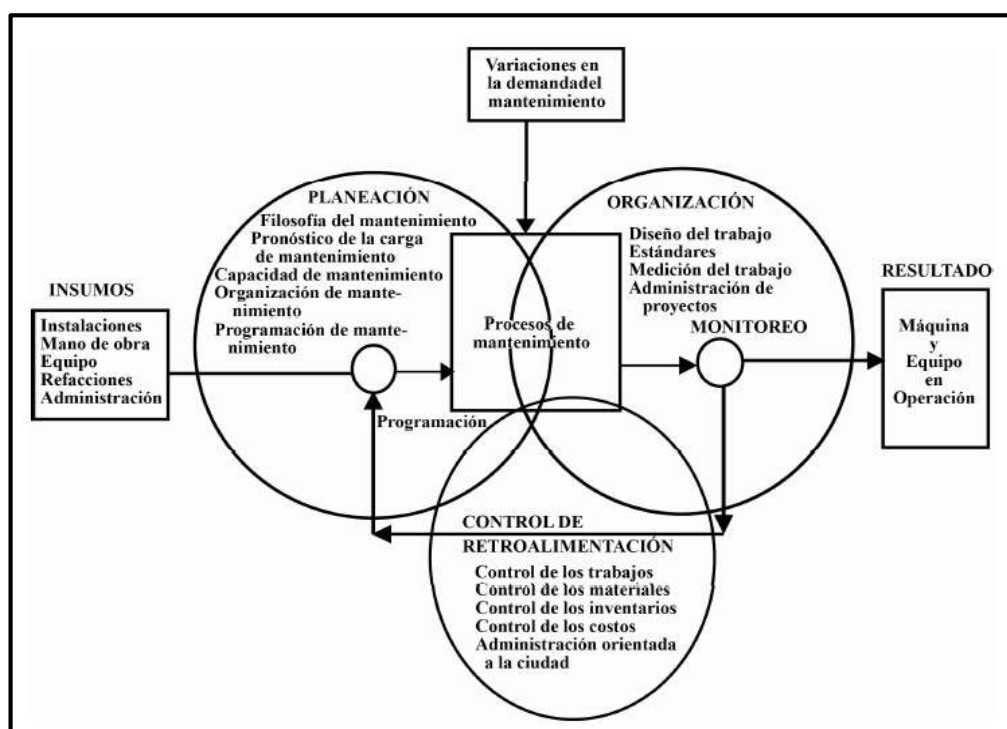 Variaciones en
la demandadel
mantenimiento
PLANEACIÓN
Filosofía del mantenimiento
Pronóstico de la carga
de mantenimiento
Capacidad de mantenimiento
Organización de mante-
nimiento
Programación de mante-
nimiento
ORGANIZACIÓN
Diseño del trabajo
Estándares
Medición del trabajo
Administración de
proyectos
MONITOREO
INSUMOS
Instalaciones
Mano de obra
Equipo
Refacciones
Administración
Procesos de
mantenimiento
RESULTADO
Máquina
y
Equipo
en
Operación
Programación
CONTROL DE
RETROALIMENTACIÓN
Control de los trabajos
Control de los materiales
Control de los inventarios
Control de los costos
Administración orientada
a la ciudad